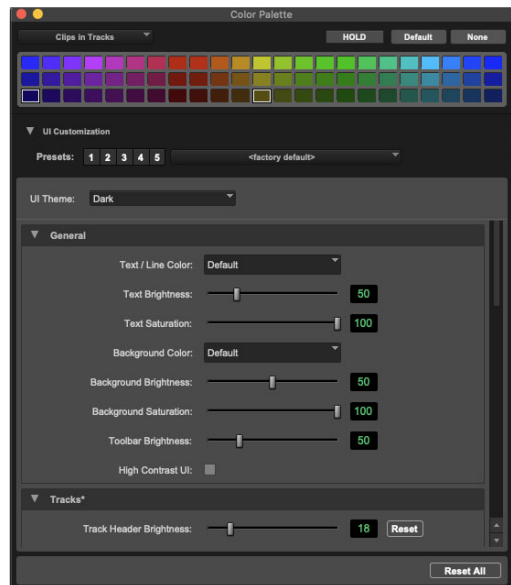 Color Palette
Clips in Tracks HOLD Default None
UI Customization
Presets: 1 2 3 4 5 <factory default>
UI Theme: Dark
General
Text / Line Color: Default
Text Brightness: 50
Text Saturation: 100
Background Color: Default
Background Brightness: 50
Background Saturation: 100
Toolbar Brightness: 50
High Contrast UI:
Tracks*
Track Header Brightness: 18 Reset
Reset All